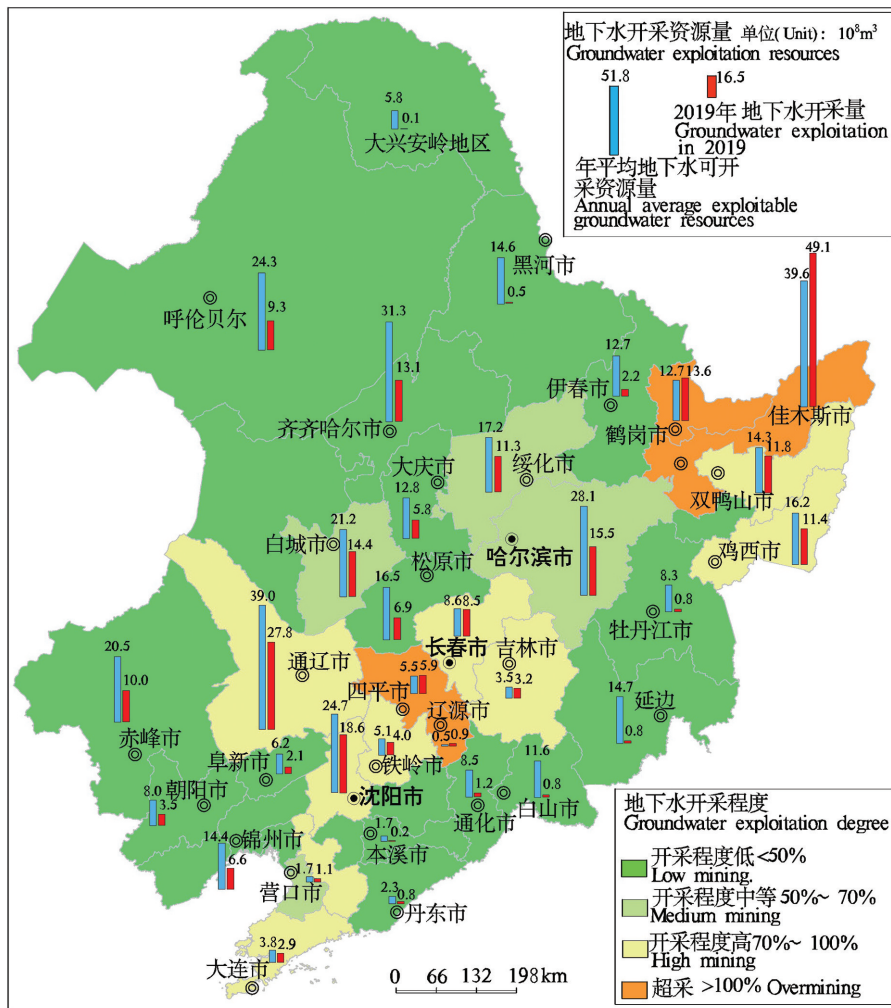 地下水开采资源量 单位(Unit): 10⁸m³
Groundwater exploitation resources
51.8
16.5
2019年 地下水开采量
Groundwater exploitation
in 2019
年平均地下水可开
采资源量
Annual average exploitable
groundwater resources
5.8
0.1
大兴安岭地区
14.6
0.5
黑河市
24.3
9.3
呼伦贝尔
31.3
13.1
齐齐哈尔市
12.7
2.2
伊春市
39.6
49.1
佳木斯市
12.7
13.6
鹤岗市
17.2
11.3
绥化市
14.3
11.8
双鸭山市
大庆市
12.8
5.8
28.1
15.5
哈尔滨市
16.2
11.4
鸡西市
21.2
14.4
白城市
松原市
16.5
6.9
8.3
0.8
牡丹江市
39.0
27.8
通辽市
8.6
8.5
长春市
吉林市
3.5
3.2
20.5
10.0
赤峰市
5.5
5.9
四平市
14.7
0.8
延边
辽源市
0.5
0.9
24.7
18.6
沈阳市
5.1
4.0
铁岭市
6.2
2.1
阜新市
8.5
1.2
通化市
11.6
0.8
白山市
8.0
3.5
朝阳市
14.4
6.6
锦州市
1.7
0.2
本溪市
1.7
1.1
营口市
2.3
0.8
丹东市
3.8
2.9
大连市
0 66 132 198 km
地下水开采程度
Groundwater exploitation degree
开采程度低<50%
Low mining.
开采程度中等50%~ 70%
Medium mining
开采程度高70%~ 100%
High mining
超采 >100% Overmining